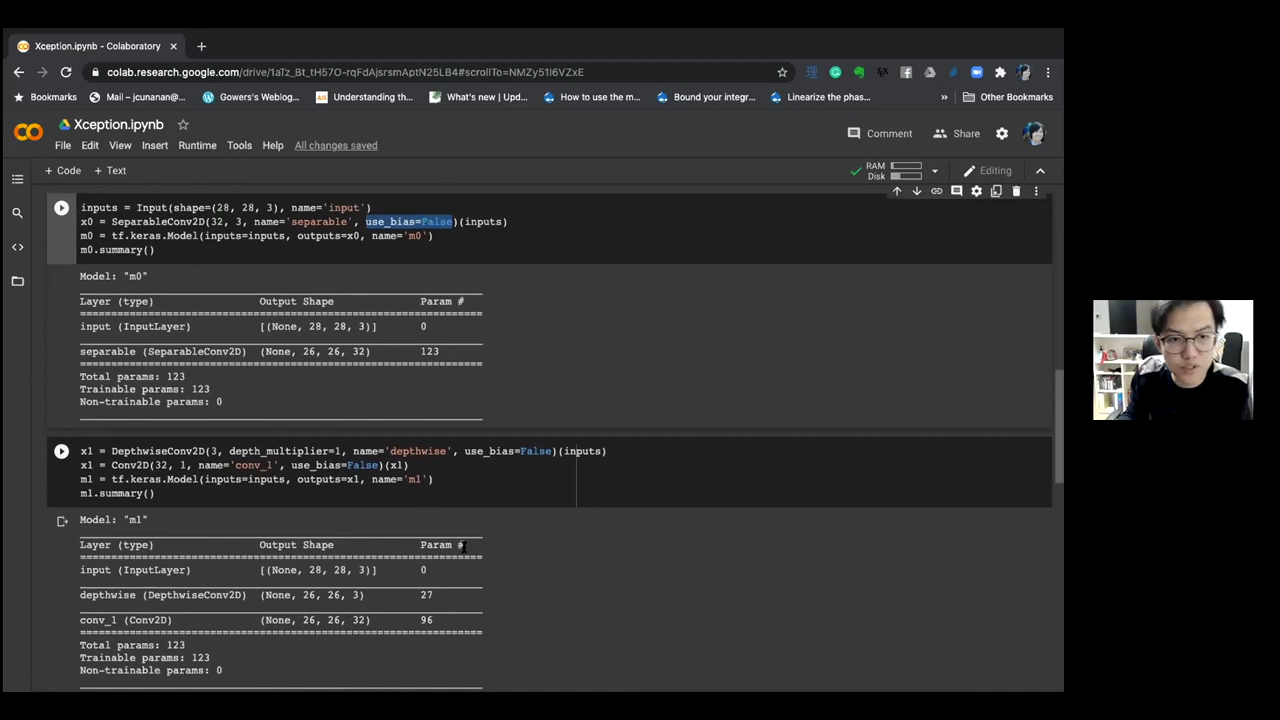 Xceptionipynb - Colaboratory
colab.research.google.com/drive/1aTz_Bt_tH57O-rqFdAjsrsmAptN25LB4#scrollTo=NMZy51l6VZxE
Bookmarks Mail – jcunanan@... Gowers's Weblog... Understanding th... What's new | Upd... How to use the m... Bound your integr... Linearize the phas... » Other Bookmarks
Xception.ipynb
Comment Share
File Edit View Insert Runtime Tools Help All changes saved
+ Code + Text
RAM
Disk
Editing
inputs = Input(shape=(28, 28, 3), name='input')
x0 = SeparableConv2D(32, 3, name='separable', use_bias=False)(inputs)
m0 = tf.keras.Model(inputs=inputs, outputs=x0, name='m0')
m0.summary()
Model: "m0"
Layer (type) Output Shape Param #
input (InputLayer) [(None, 28, 28, 3)] 0
separable (SeparableConv2D) (None, 26, 26, 32) 123
Total params: 123
Trainable params: 123
Non-trainable params: 0
x1 = DepthwiseConv2D(3, depth_multiplier=1, name='depthwise', use_bias=False)(inputs)
x1 = Conv2D(32, 1, name='conv_1', use_bias=False)(x1)
m1 = tf.keras.Model(inputs=inputs, outputs=x1, name='m1')
m1.summary()
Model: "m1"
Layer (type) Output Shape Param #
input (InputLayer) [(None, 28, 28, 3)] 0
depthwise (DepthwiseConv2D) (None, 26, 26, 3) 27
conv_1 (Conv2D) (None, 26, 26, 32) 96
Total params: 123
Trainable params: 123
Non-trainable params: 0